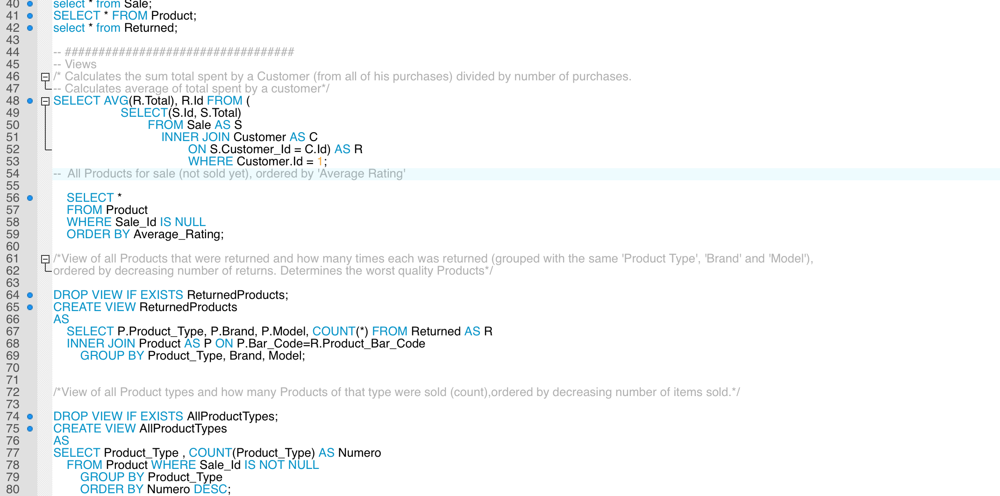 40 select * from Sale;
41 SELECT * FROM Product;
42 select * from Returned;
43
44 -- ##################################
45 -- Views
46 /* Calculates the sum total spent by a Customer (from all of his purchases) divided by number of purchases.
47 -- Calculates average of total spent by a customer*/
48 SELECT AVG(R.Total), R.Id FROM (
49 SELECT(S.Id, S.Total)
50 FROM Sale AS S
51 INNER JOIN Customer AS C
52 ON S.Customer_Id = C.Id) AS R
53 WHERE Customer.Id = 1;
54 --  All Products for sale (not sold yet), ordered by 'Average Rating'
55
56 SELECT *
57 FROM Product
58 WHERE Sale_Id IS NULL
59 ORDER BY Average_Rating;
60
61 /*View of all Products that were returned and how many times each was returned (grouped with the same 'Product Type', 'Brand' and 'Model'),
62 ordered by decreasing number of returns. Determines the worst quality Products*/
63
64 DROP VIEW IF EXISTS ReturnedProducts;
65 CREATE VIEW ReturnedProducts
66 AS
67 SELECT P.Product_Type, P.Brand, P.Model, COUNT(*) FROM Returned AS R
68 INNER JOIN Product AS P ON P.Bar_Code=R.Product_Bar_Code
69 GROUP BY Product_Type, Brand, Model;
70
71
72 /*View of all Product types and how many Products of that type were sold (count),ordered by decreasing number of items sold.*/
73
74 DROP VIEW IF EXISTS AllProductTypes;
75 CREATE VIEW AllProductTypes
76 AS
77 SELECT Product_Type , COUNT(Product_Type) AS Numero
78 FROM Product WHERE Sale_Id IS NOT NULL
79 GROUP BY Product_Type
80 ORDER BY Numero DESC;